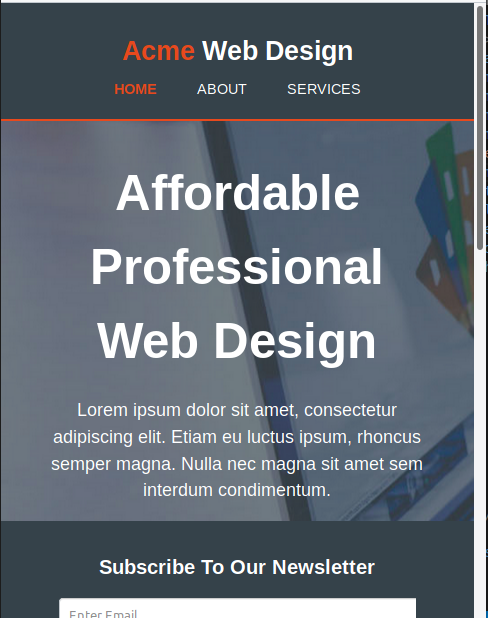 Acme Web Design
HOME ABOUT SERVICES
Affordable
Professional
Web Design
Lorem ipsum dolor sit amet, consectetur
adipiscing elit. Etiam eu luctus ipsum, rhoncus
semper magna. Nulla nec magna sit amet sem
interdum condimentum.
Subscribe To Our Newsletter
Enter Email